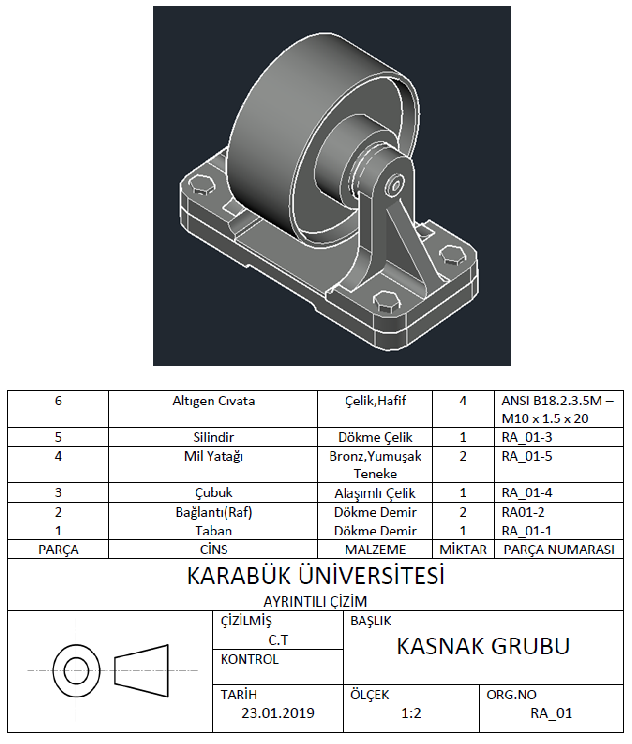 6 Altıgen Cıvata Çelik,Hafif 4 ANSI B18.2.3.5M –
M10 x 1.5 x 20
5 Silindir Dökme Çelik 1 RA_01-3
4 Mil Yatağı Bronz,Yumuşak 2 RA_01-5
Teneke
3 Çubuk Alaşımlı Çelik 1 RA_01-4
2 Bağlantı(Raf) Dökme Demir 2 RA01-2
1 Taban Dökme Demir 1 RA_01-1
PARÇA CİNS MALZEME MİKTAR PARÇA NUMARASI
KARABÜK ÜNİVERSİTESİ
AYRINTILI ÇİZİM
ÇİZİLMİŞ
C.T
KONTROL
BAŞLIK
KASNAK GRUBU
TARİH
23.01.2019
ÖLÇEK
1:2
ORG.NO
RA_01